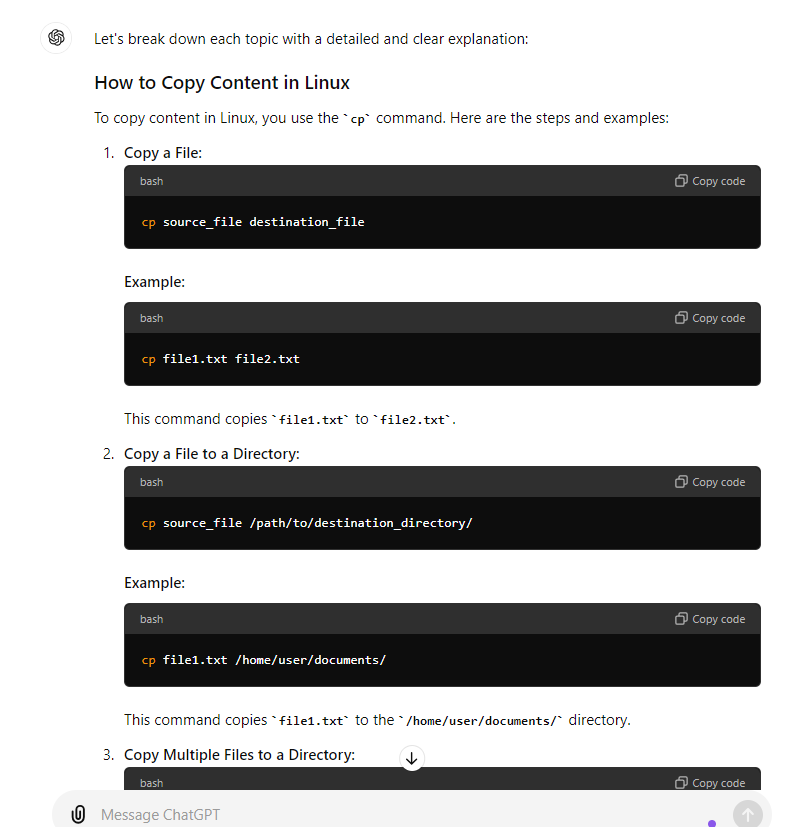 Let's break down each topic with a detailed and clear explanation:
How to Copy Content in Linux
To copy content in Linux, you use the `cp` command. Here are the steps and examples:
1. Copy a File:
bash Copy code
cp source_file destination_file
Example:
bash Copy code
cp file1.txt file2.txt
This command copies `file1.txt` to `file2.txt`.
2. Copy a File to a Directory:
bash Copy code
cp source_file /path/to/destination_directory/
Example:
bash Copy code
cp file1.txt /home/user/documents/
This command copies `file1.txt` to the `/home/user/documents/` directory.
3. Copy Multiple Files to a Directory:
bash Copy code
Message ChatGPT